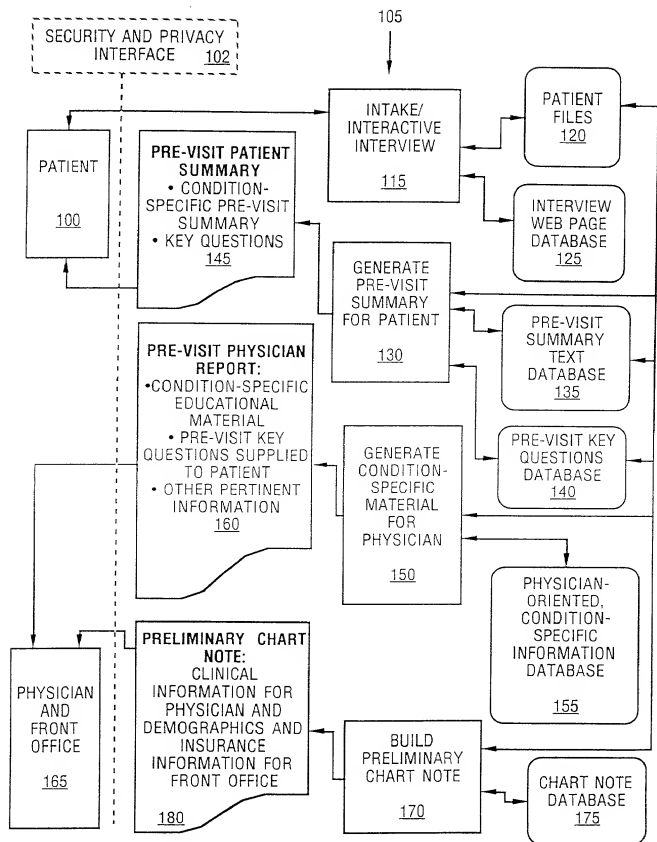 SECURITY AND PRIVACY
INTERFACE 102
105
PATIENT
100
PRE-VISIT PATIENT
SUMMARY
• CONDITION-
SPECIFIC PRE-VISIT
SUMMARY
• KEY QUESTIONS
145
INTAKE/
INTERACTIVE
INTERVIEW
115
PATIENT
FILES
120
INTERVIEW
WEB PAGE
DATABASE
125
GENERATE
PRE-VISIT
SUMMARY
FOR PATIENT
130
PRE-VISIT
SUMMARY
TEXT
DATABASE
135
PRE-VISIT KEY
QUESTIONS
DATABASE
140
PRE-VISIT PHYSICIAN
REPORT:
•CONDITION-SPECIFIC
EDUCATIONAL
MATERIAL
• PRE-VISIT KEY
QUESTIONS SUPPLIED
TO PATIENT
• OTHER PERTINENT
INFORMATION
160
GENERATE
CONDITION-
SPECIFIC
MATERIAL
FOR
PHYSICIAN
150
PHYSICIAN-
ORIENTED,
CONDITION-
SPECIFIC
INFORMATION
DATABASE
155
PHYSICIAN
AND
FRONT
OFFICE
165
PRELIMINARY CHART
NOTE:
CLINICAL
INFORMATION FOR
PHYSICIAN AND
DEMOGRAPHICS AND
INSURANCE
INFORMATION FOR
FRONT OFFICE
180
BUILD
PRELIMINARY
CHART NOTE
170
CHART NOTE
DATABASE
175